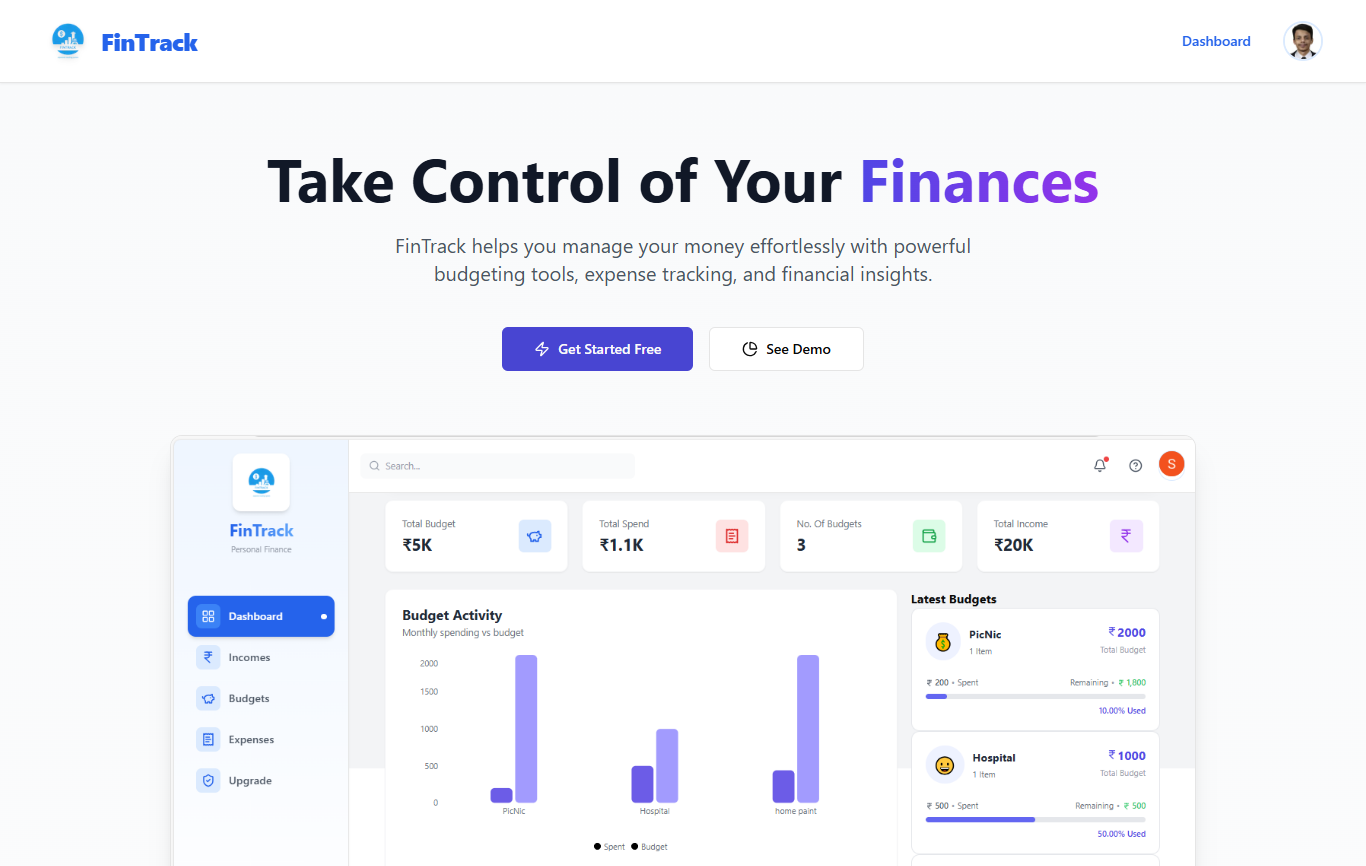 FinTrack
Dashboard
Take Control of Your Finances
FinTrack helps you manage your money effortlessly with powerful
budgeting tools, expense tracking, and financial insights.
Get Started Free
See Demo
FinTrack
Personal Finance
Dashboard
Incomes
Budgets
Expenses
Upgrade
Search...
S
Total Budget
₹5K
Total Spend
₹1.1K
No. Of Budgets
3
Total Income
₹20K
Budget Activity
Monthly spending vs budget
2000
1500
1000
500
0
PicNic
Hospital
home paint
Spent
Budget
Latest Budgets
PicNic
1 Item
₹2000
Total Budget
₹ 200 • Spent
Remaining • ₹ 1,800
10.00% Used
Hospital
1 Item
₹1000
Total Budget
₹ 500 • Spent
Remaining • ₹ 500
50.00% Used